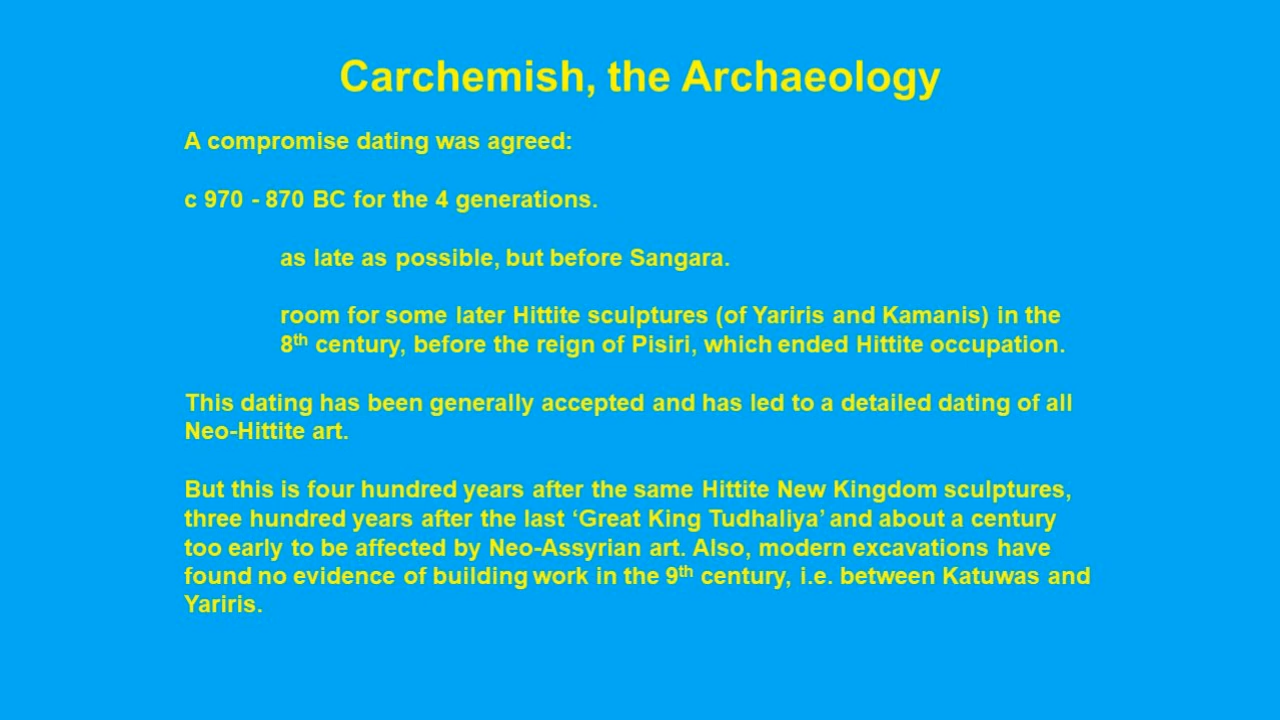 Carchemish, the Archaeology
A compromise dating was agreed:
c 970 - 870 BC for the 4 generations.
as late as possible, but before Sangara.
room for some later Hittite sculptures (of Yariris and Kamanis) in the
8th century, before the reign of Pisiri, which ended Hittite occupation.
This dating has been generally accepted and has led to a detailed dating of all
Neo-Hittite art.
But this is four hundred years after the same Hittite New Kingdom sculptures,
three hundred years after the last ‘Great King Tudhaliya’ and about a century
too early to be affected by Neo-Assyrian art. Also, modern excavations have
found no evidence of building work in the 9th century, i.e. between Katuwas and
Yariris.